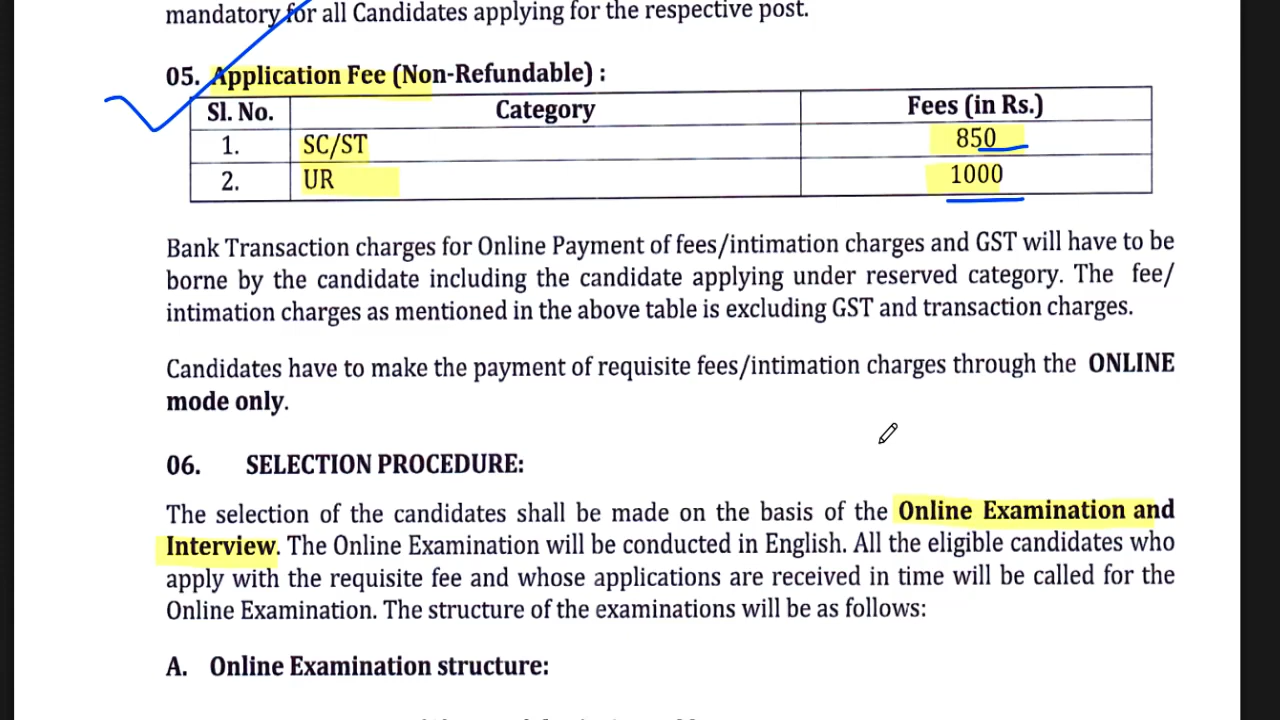 mandatory for all Candidates applying for the respective post.
05. Application Fee (Non-Refundable) :
Sl. No. Category Fees (in Rs.)
1. SC/ST 850
2. UR 1000
Bank Transaction charges for Online Payment of fees/intimation charges and GST will have to be
borne by the candidate including the candidate applying under reserved category. The fee/
intimation charges as mentioned in the above table is excluding GST and transaction charges.
Candidates have to make the payment of requisite fees/intimation charges through the ONLINE
mode only.
06. SELECTION PROCEDURE:
The selection of the candidates shall be made on the basis of the Online Examination and
Interview. The Online Examination will be conducted in English. All the eligible candidates who
apply with the requisite fee and whose applications are received in time will be called for the
Online Examination. The structure of the examinations will be as follows:
A. Online Examination structure: